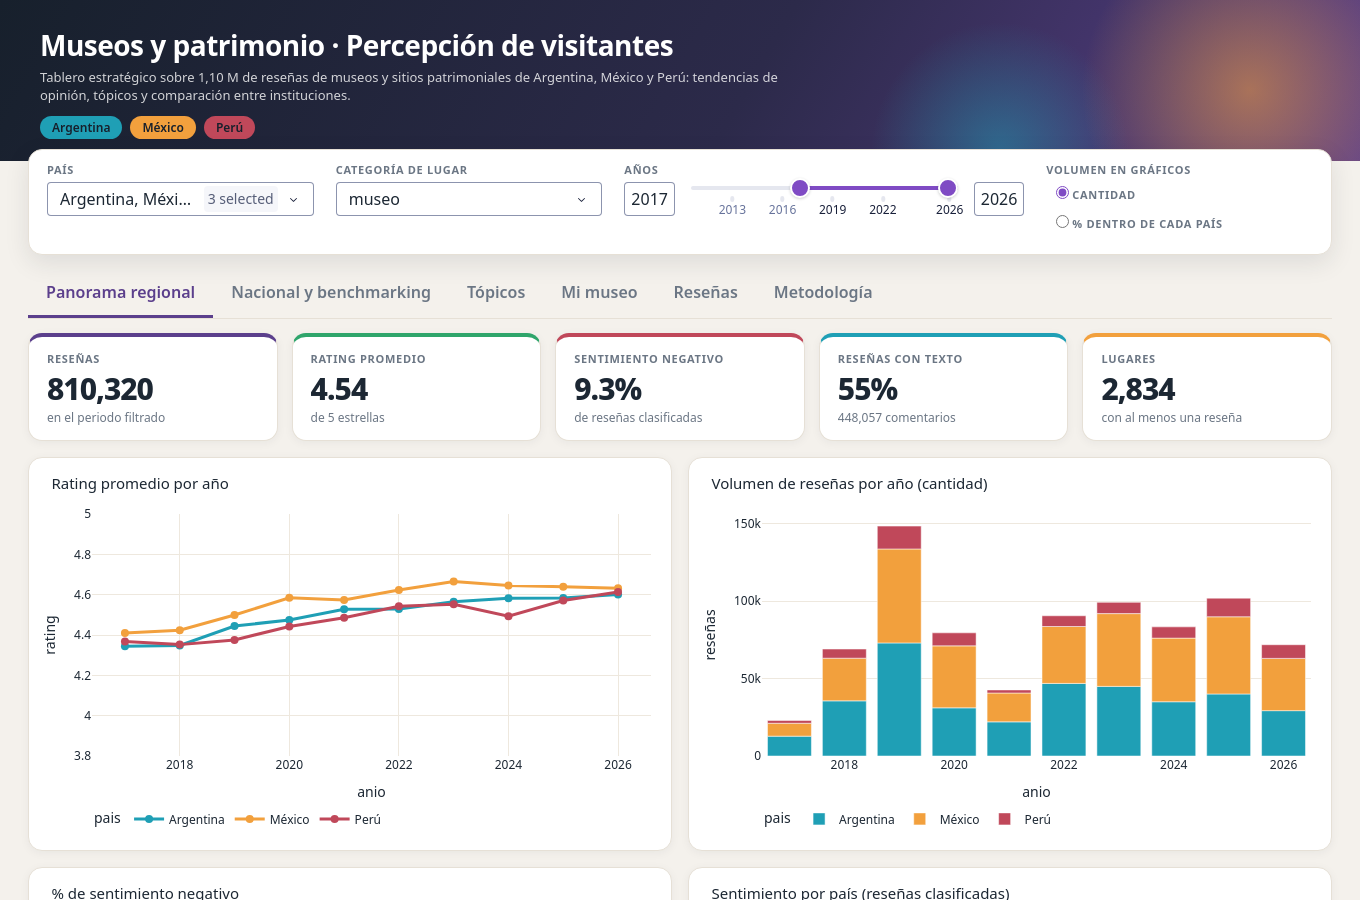 Museos y patrimonio · Percepción de visitantes
Tablero estratégico sobre 1,10 M de reseñas de museos y sitios patrimoniales de Argentina, México y Perú: tendencias de
opinión, tópicos y comparación entre instituciones.
Argentina México Perú
PAÍS
Argentina, Méxi... 3 selected
CATEGORÍA DE LUGAR
museo
AÑOS
2017
2013 2016 2019 2022 2026
2026
VOLUMEN EN GRÁFICOS
CANTIDAD
% DENTRO DE CADA PAÍS
Panorama regional Nacional y benchmarking Tópicos Mi museo Reseñas Metodología
RESEÑAS
810,320
en el periodo filtrado
RATING PROMEDIO
4.54
de 5 estrellas
SENTIMIENTO NEGATIVO
9.3%
de reseñas clasificadas
RESEÑAS CON TEXTO
55%
448,057 comentarios
LUGARES
2,834
con al menos una reseña
Rating promedio por año
5
4.8
4.6
4.4
4.2
4
3.8
rating
2018 2020 2022 2024 2026
anio
pais Argentina México Perú
Volumen de reseñas por año (cantidad)
150k
100k
50k
0
reseñas
2018 2020 2022 2024 2026
anio
pais Argentina México Perú
% de sentimiento negativo
Sentimiento por país (reseñas clasificadas)